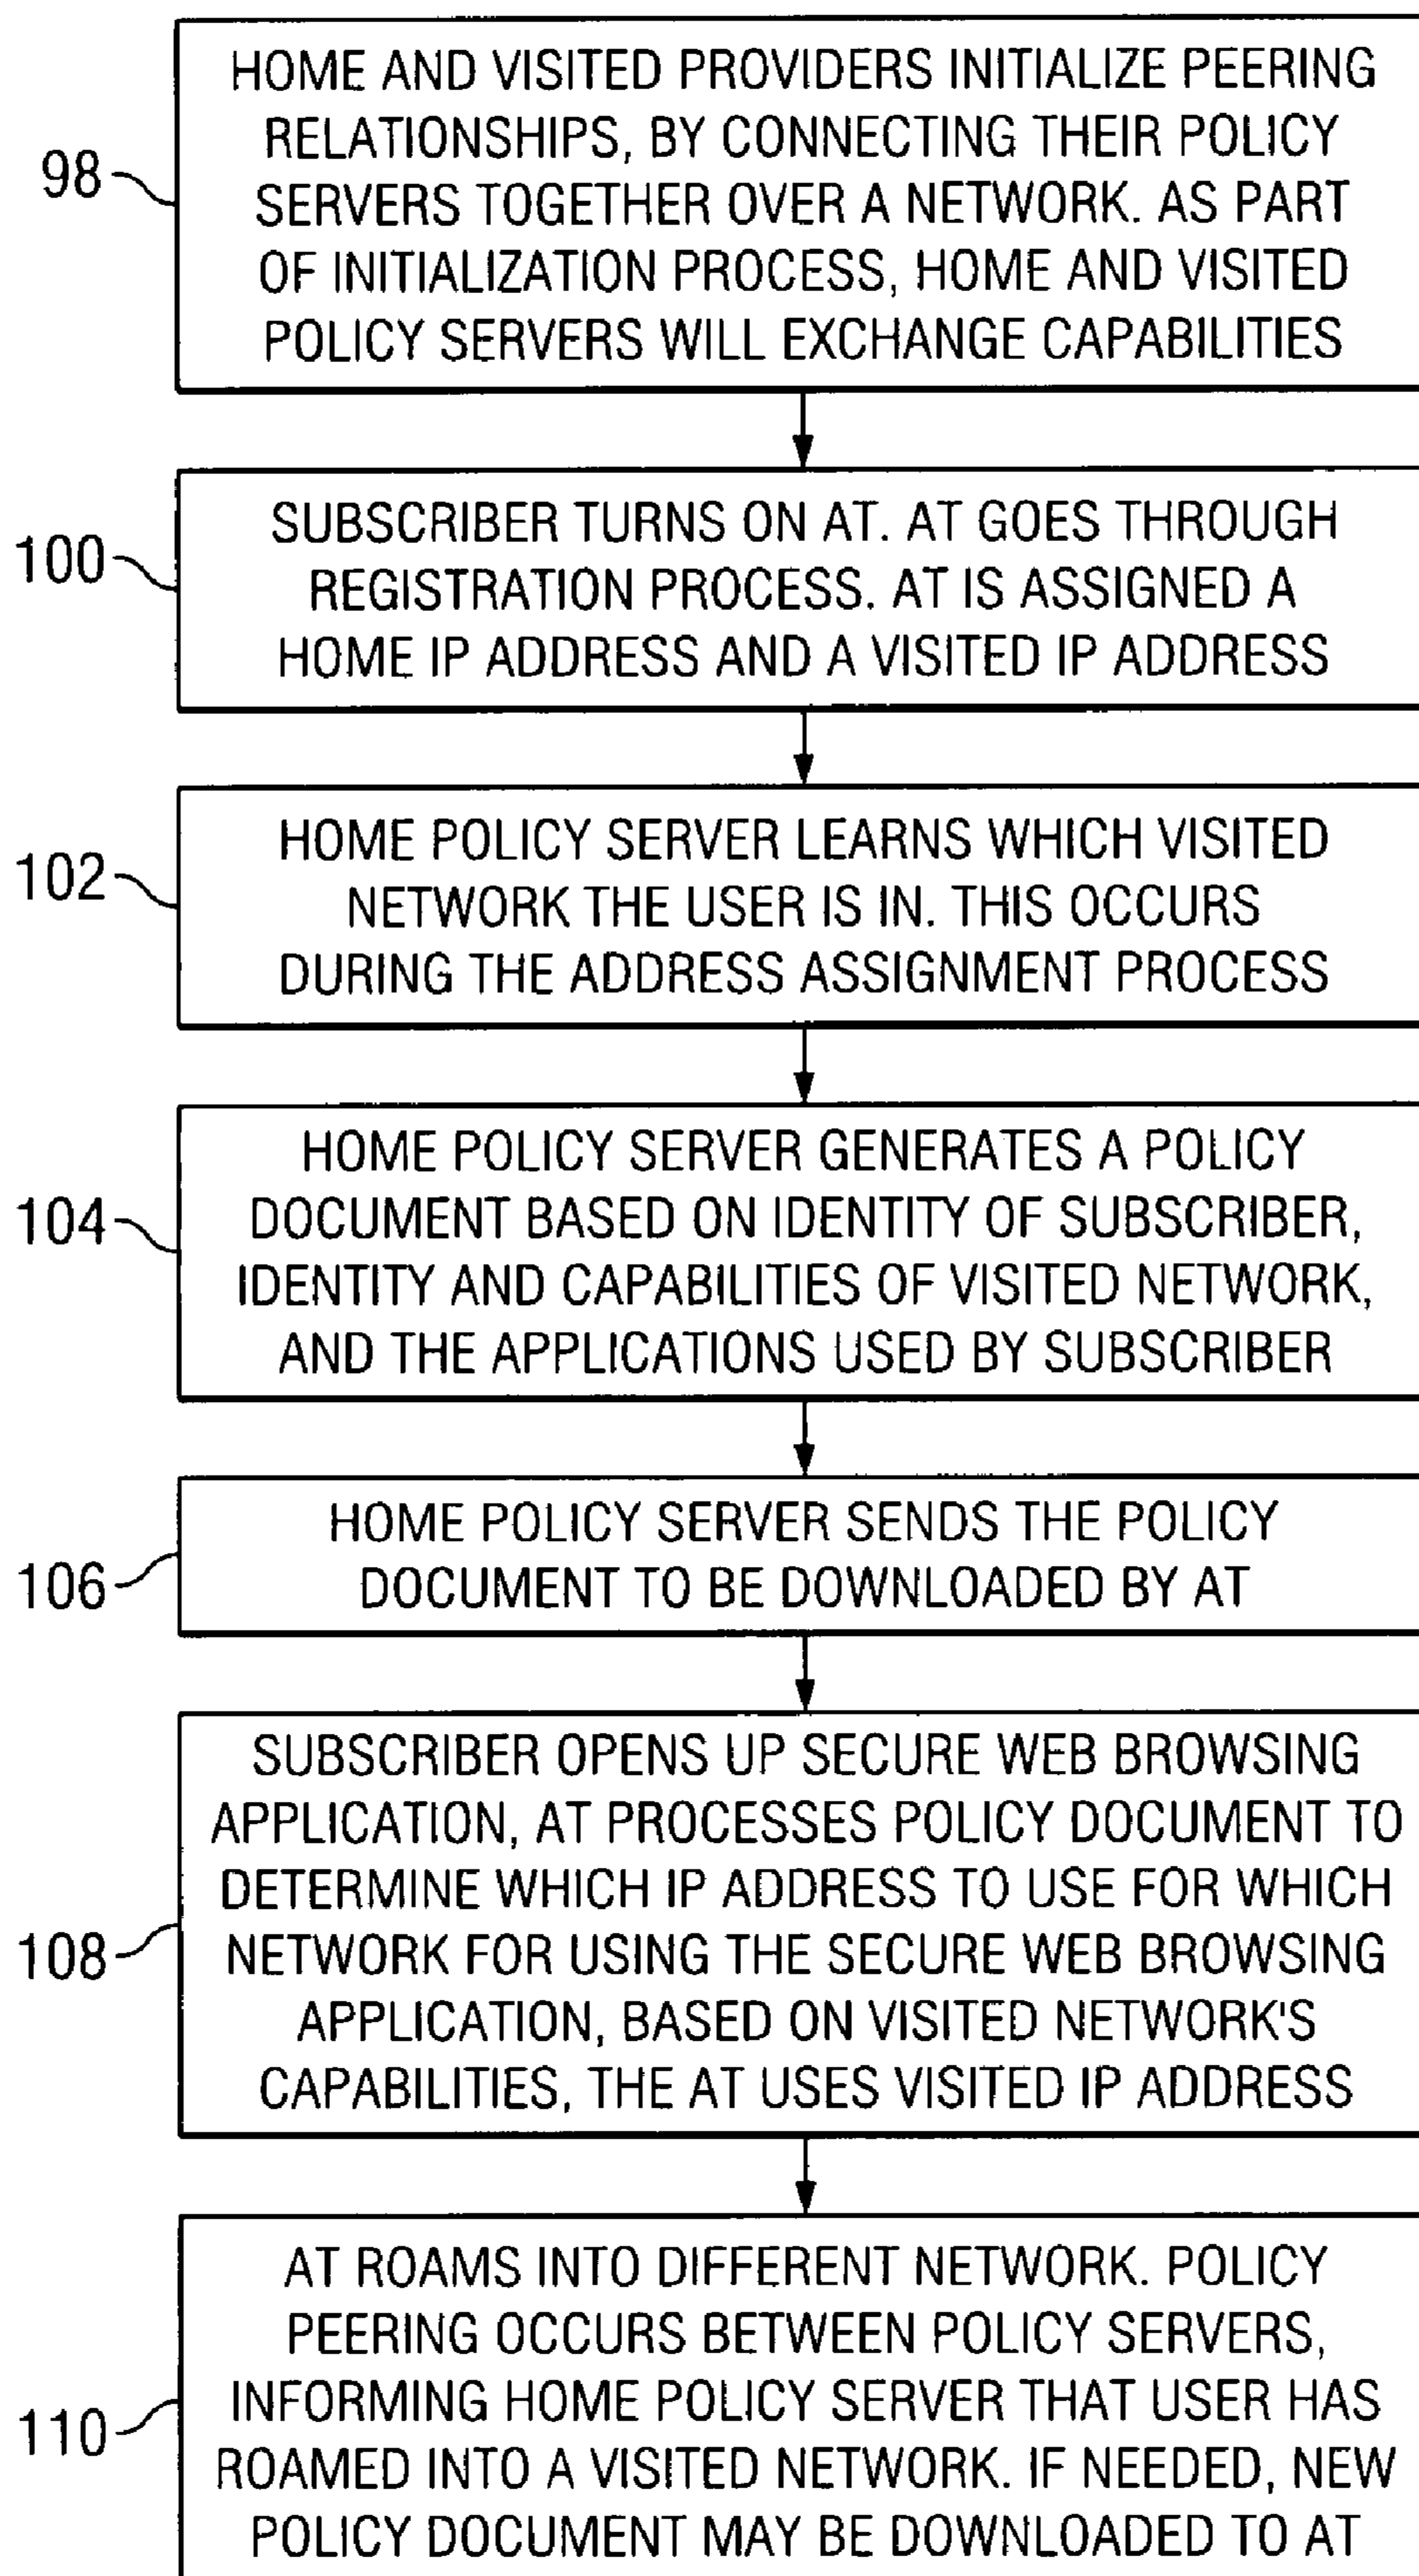 HOME AND VISITED PROVIDERS INITIALIZE PEERING
RELATIONSHIPS, BY CONNECTING THEIR POLICY
SERVERS TOGETHER OVER A NETWORK. AS PART
OF INITIALIZATION PROCESS, HOME AND VISITED
POLICY SERVERS WILL EXCHANGE CAPABILITIES
98
SUBSCRIBER TURNS ON AT. AT GOES THROUGH
REGISTRATION PROCESS. AT IS ASSIGNED A
HOME IP ADDRESS AND A VISITED IP ADDRESS
100
HOME POLICY SERVER LEARNS WHICH VISITED
NETWORK THE USER IS IN. THIS OCCURS
DURING THE ADDRESS ASSIGNMENT PROCESS
102
HOME POLICY SERVER GENERATES A POLICY
DOCUMENT BASED ON IDENTITY OF SUBSCRIBER,
IDENTITY AND CAPABILITIES OF VISITED NETWORK,
AND THE APPLICATIONS USED BY SUBSCRIBER
104
HOME POLICY SERVER SENDS THE POLICY
DOCUMENT TO BE DOWNLOADED BY AT
106
SUBSCRIBER OPENS UP SECURE WEB BROWSING
APPLICATION, AT PROCESSES POLICY DOCUMENT TO
DETERMINE WHICH IP ADDRESS TO USE FOR WHICH
NETWORK FOR USING THE SECURE WEB BROWSING
APPLICATION, BASED ON VISITED NETWORK'S
CAPABILITIES, THE AT USES VISITED IP ADDRESS
108
AT ROAMS INTO DIFFERENT NETWORK. POLICY
PEERING OCCURS BETWEEN POLICY SERVERS,
INFORMING HOME POLICY SERVER THAT USER HAS
ROAMED INTO A VISITED NETWORK. IF NEEDED, NEW
POLICY DOCUMENT MAY BE DOWNLOADED TO AT
110